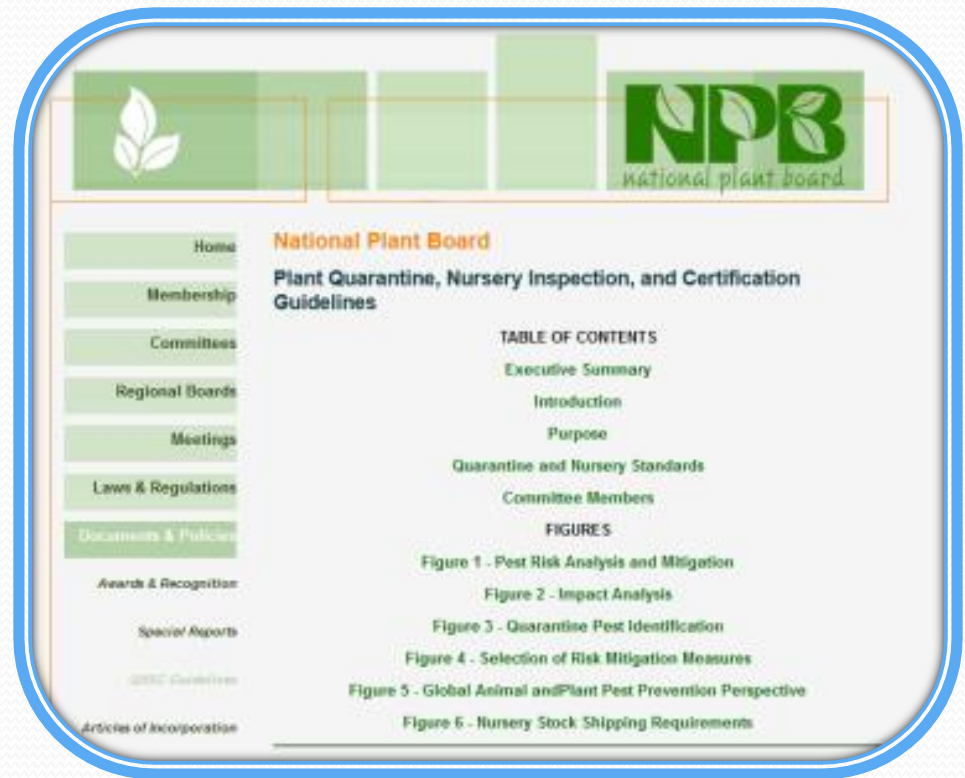 NPB
national plant board
Home
Membership
Committees
Regional Boards
Meetings
Laws & Regulations
Documents & Policies
Awards & Recognition
Special Reports
Guidelines
Articles of Incorporation
National Plant Board
Plant Quarantine, Nursery Inspection, and Certification
Guidelines
TABLE OF CONTENTS
Executive Summary
Introduction
Purpose
Quarantine and Nursery Standards
Committee Members
FIGURES
Figure 1 - Pest Risk Analysis and Mitigation
Figure 2 - Impact Analysis
Figure 3 - Quarantine Pest Identification
Figure 4 - Selection of Risk Mitigation Measures
Figure 5 - Global Animal andPlant Pest Prevention Perspective
Figure 6 - Nursery Stock Shipping Requirements